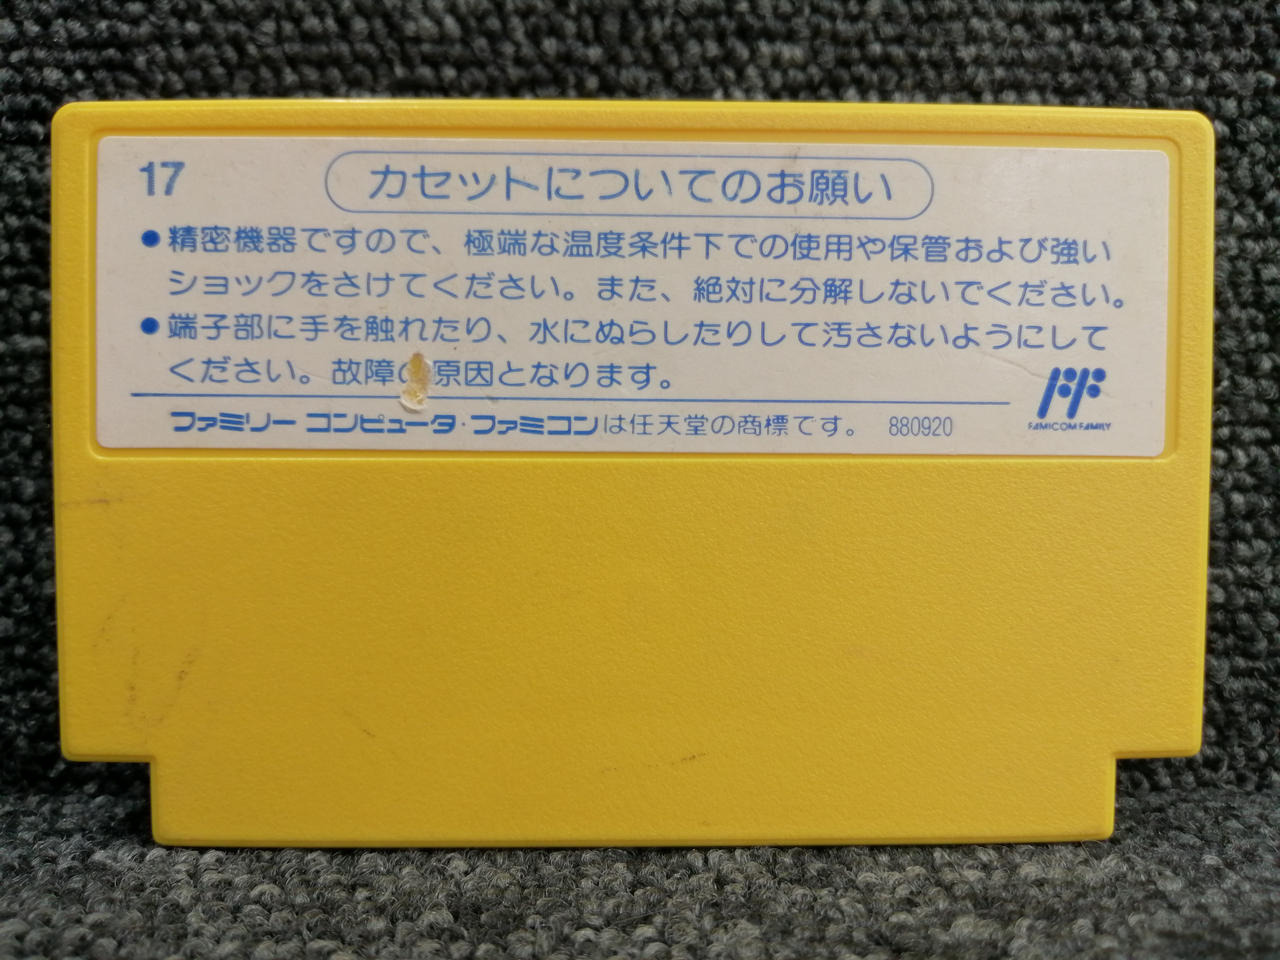 17
カセットについてのお願い
●精密機器ですので、極端な温度条件下での使用や保管および強い
ショックをさけてください。また、絶対に分解しないでください。
●端子部に手を触れたり、水にぬらしたりして汚さないようにして
ください。故障の原因となります。
ファミリー コンピュータ・ファミコンは任天堂の商標です。 880920
FF
FAMICOM FAMILY